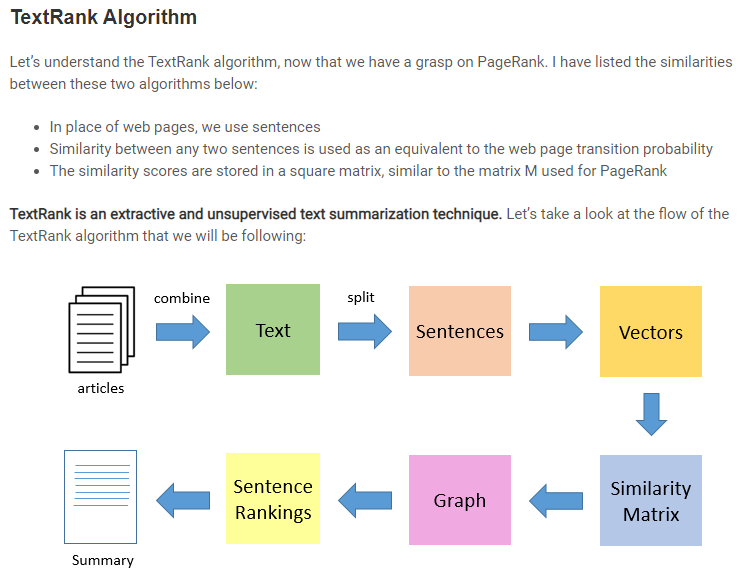 TextRank Algorithm
Let’s understand the TextRank algorithm, now that we have a grasp on PageRank. I have listed the similarities
between these two algorithms below:
• In place of web pages, we use sentences
• Similarity between any two sentences is used as an equivalent to the web page transition probability
• The similarity scores are stored in a square matrix, similar to the matrix M used for PageRank
TextRank is an extractive and unsupervised text summarization technique. Let’s take a look at the flow of the
TextRank algorithm that we will be following:
articles
combine
Text
split
Sentences
Vectors
Similarity
Matrix
Graph
Sentence
Rankings
Summary